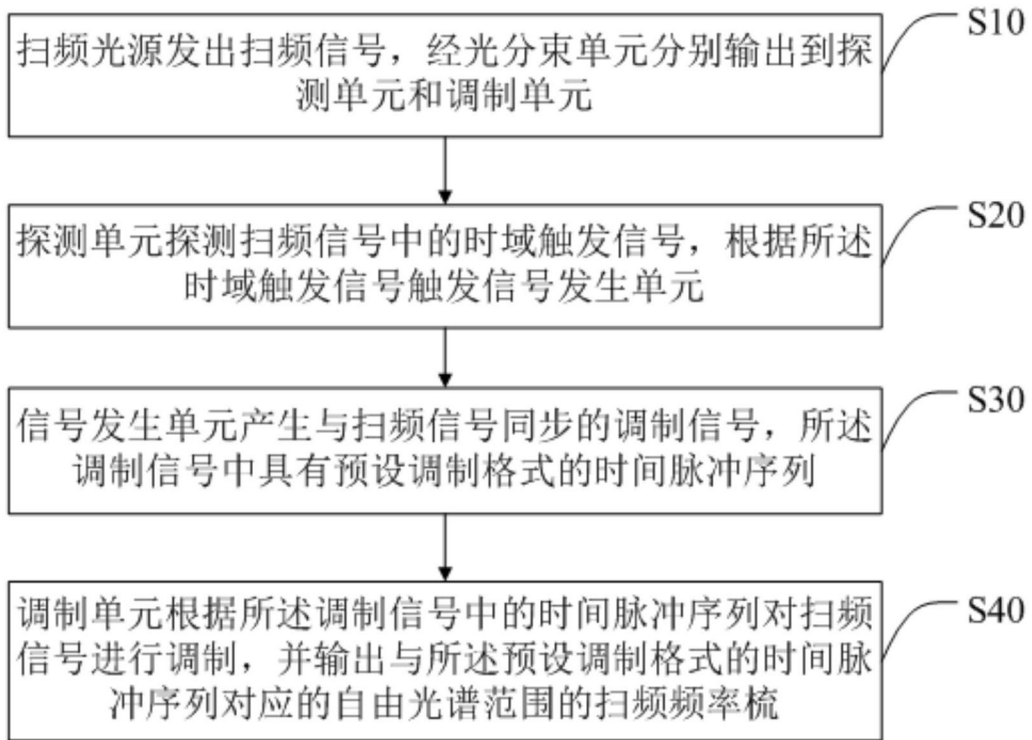 扫频光源发出扫频信号，经光分束单元分别输出到探
测单元和调制单元
S10
探测单元探测扫频信号中的时域触发信号，根据所述
时域触发信号触发信号发生单元
S20
信号发生单元产生与扫频信号同步的调制信号，所述
调制信号中具有预设调制格式的时间脉冲序列
S30
调制单元根据所述调制信号中的时间脉冲序列对扫频
信号进行调制，并输出与所述预设调制格式的时间脉
冲序列对应的自由光谱范围的扫频频率梳
S40